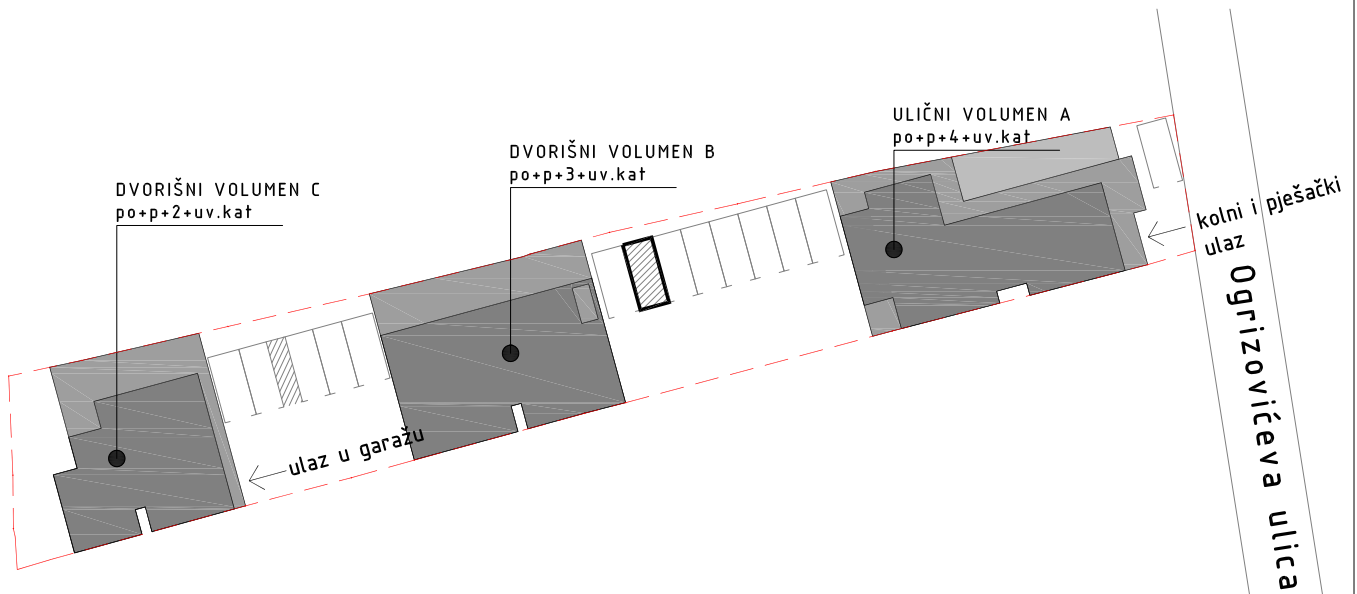 ULIČNI VOLUMEN A
po+p+4+uv.kat
DVORIŠNI VOLUMEN B
po+p+3+uv.kat
DVORIŠNI VOLUMEN C
po+p+2+uv.kat
kolni i pješački
ulaz
ulaz u garažu
Ogrizovićeva ulica